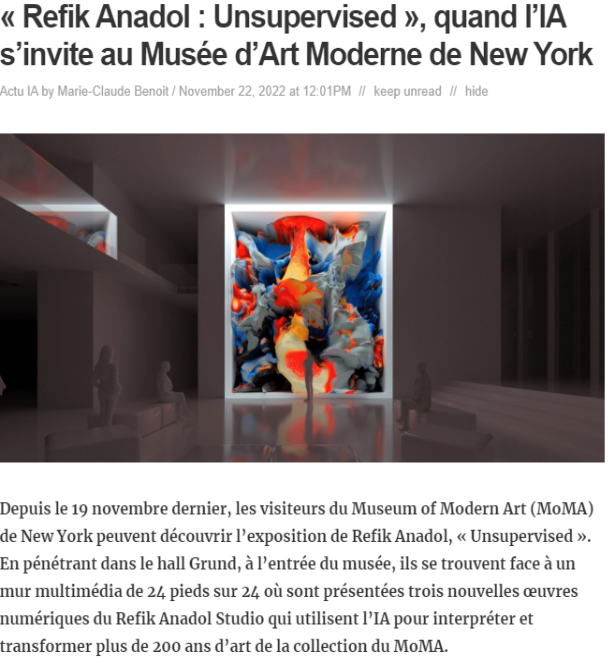 « Refik Anadol : Unsupervised », quand l’IA
s’invite au Musée d’Art Moderne de New York
Actu IA by Marie-Claude Benoit / November 22, 2022 at 12:01PM // keep unread // hide
Depuis le 19 novembre dernier, les visiteurs du Museum of Modern Art (MoMA)
de New York peuvent découvrir l’exposition de Refik Anadol, « Unsupervised ».
En pénétrant dans le hall Grund, à l’entrée du musée, ils se trouvent face à un
mur multimédia de 24 pieds sur 24 où sont présentées trois nouvelles œuvres
numériques du Refik Anadol Studio qui utilisent l’IA pour interpréter et
transformer plus de 200 ans d’art de la collection du MoMA.